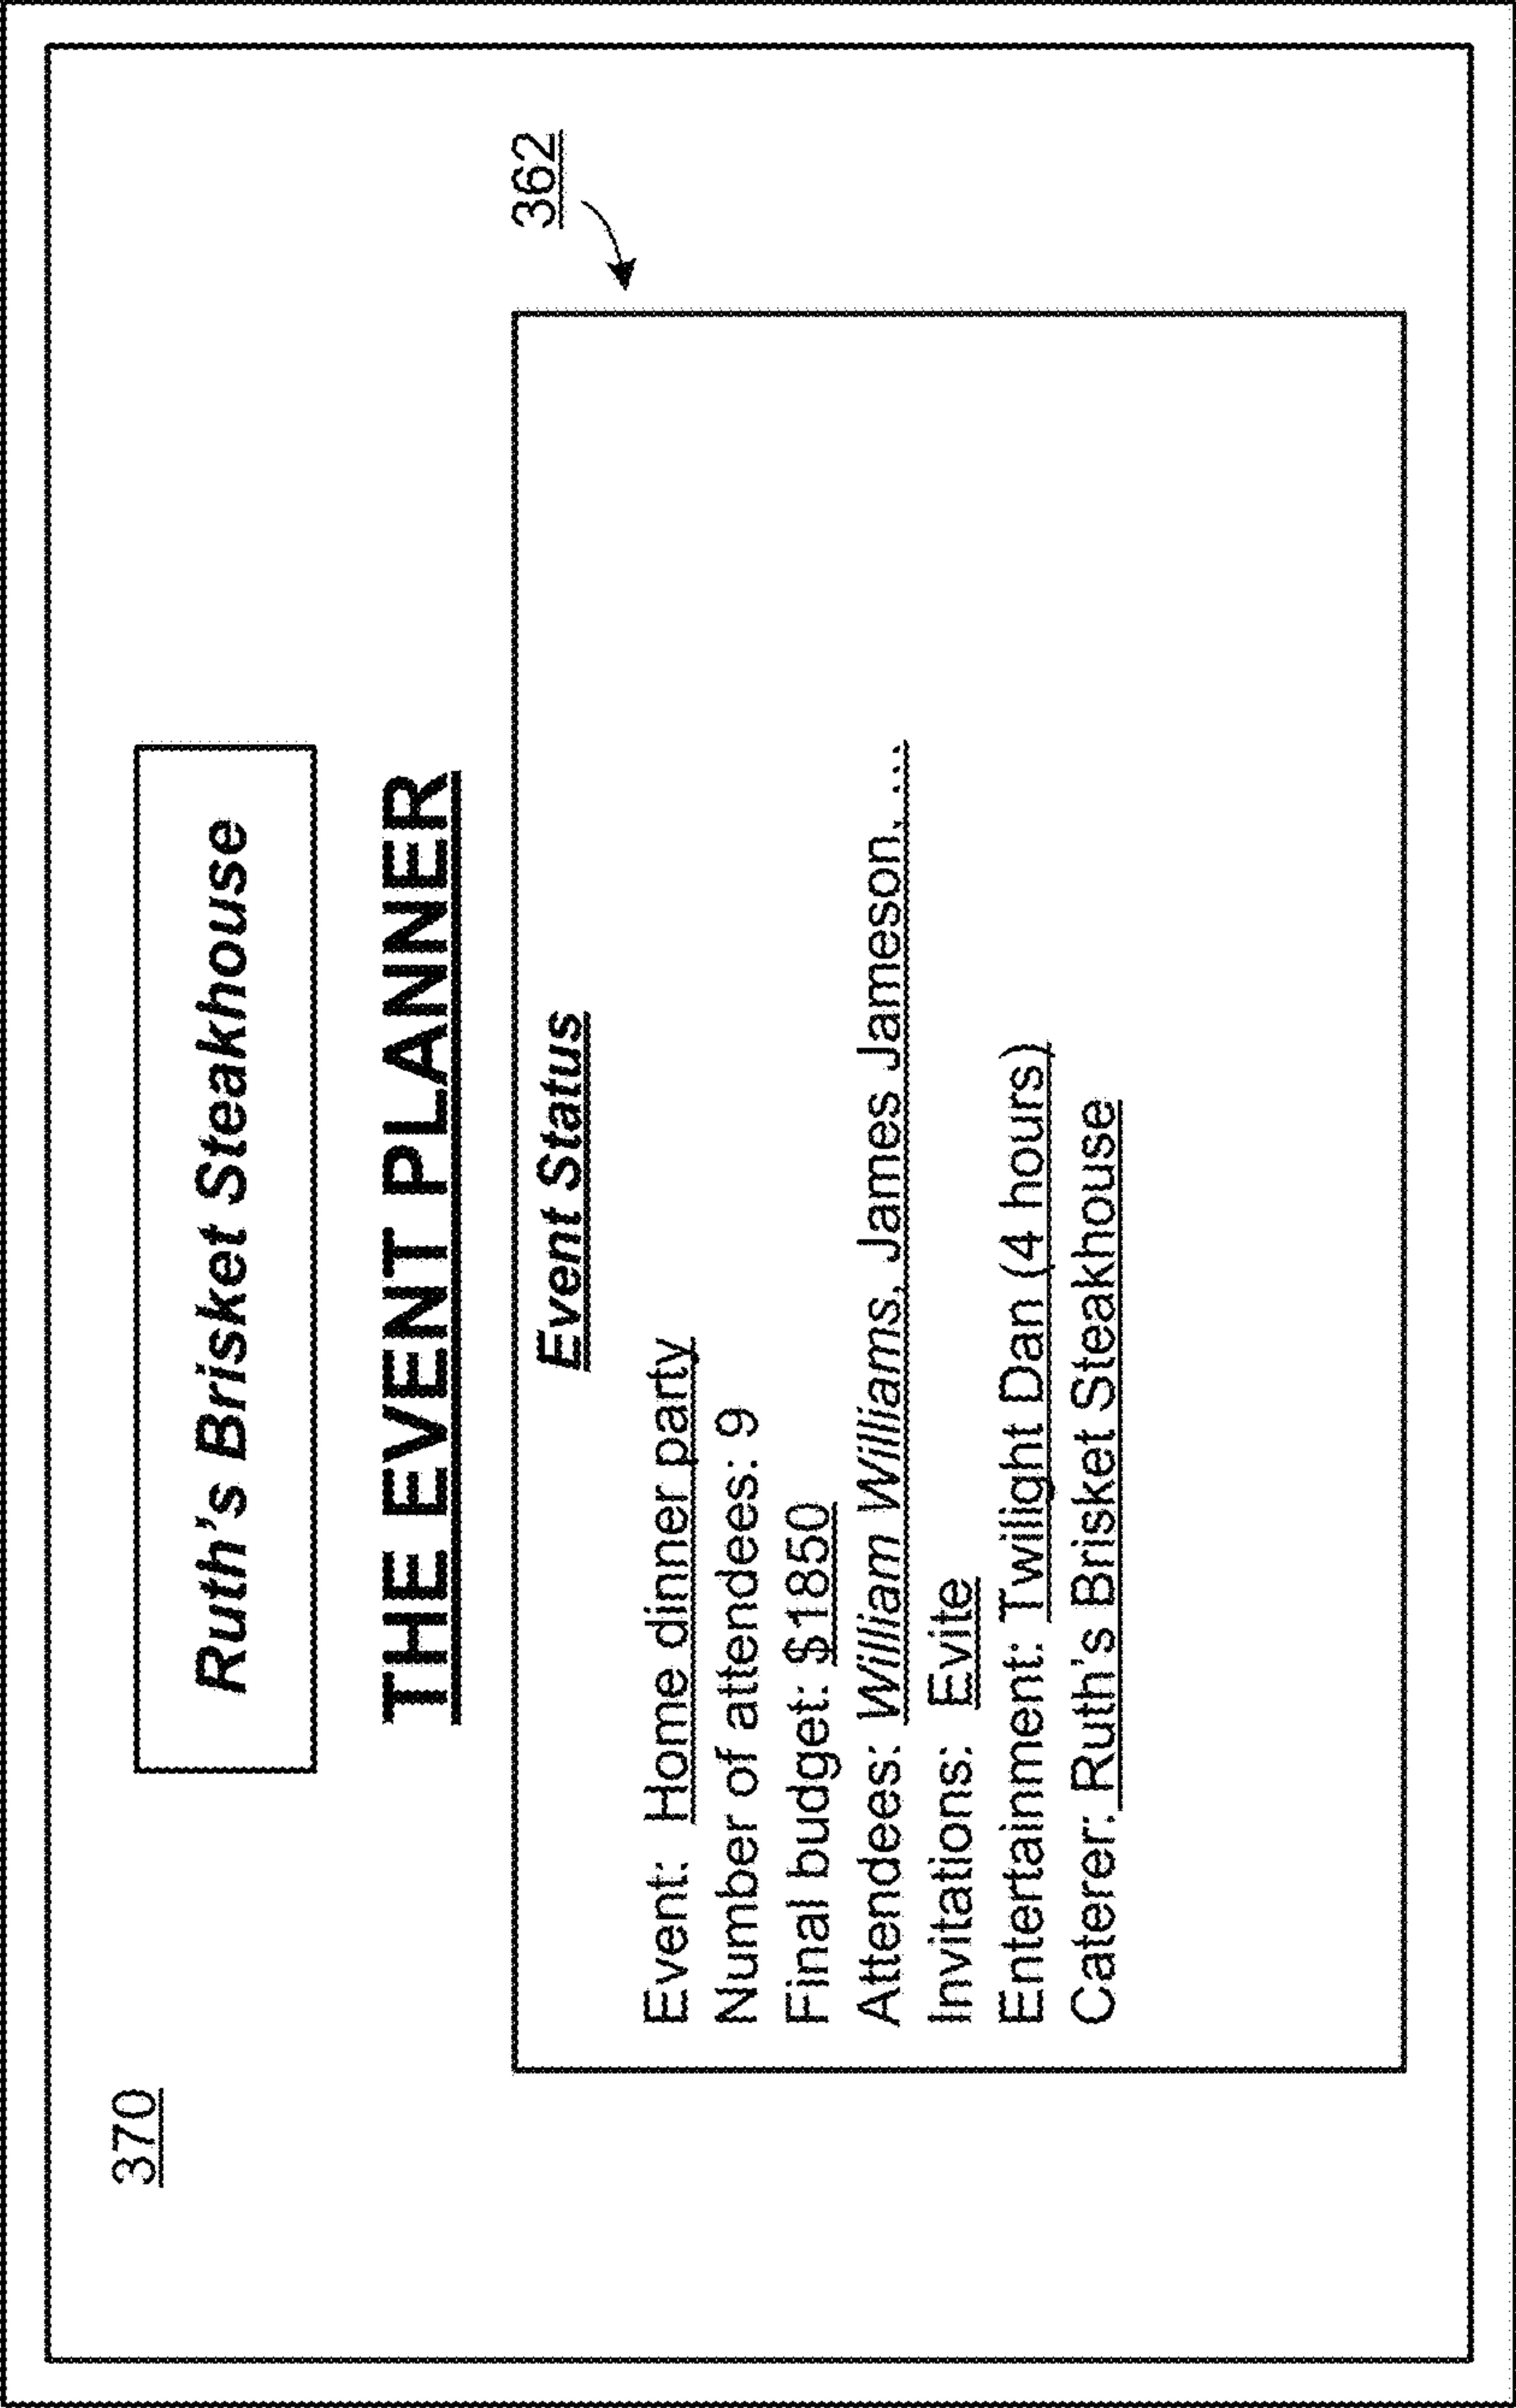 370
Ruth's Brisket Steakhouse
THE EVENT PLANNER
362
Event Status
Event: Home dinner party
Number of attendees: 9
Final budget: $1850
Attendees: William Williams, James Jameson, ...
Invitations: Evite
Entertainment: Twilight Dan (4 hours)
Caterer: Ruth's Brisket Steakhouse